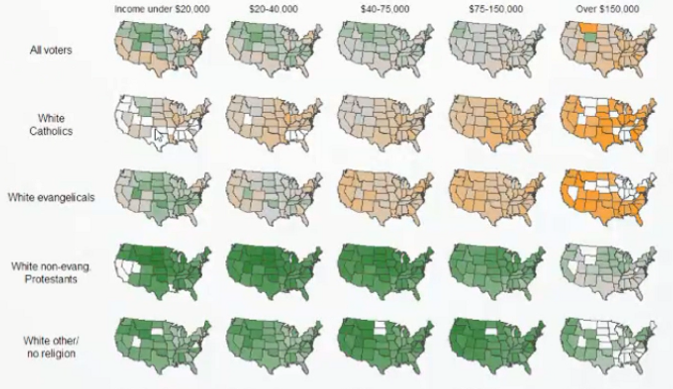 Income under $20,000
$20-40,000
$40-75,000
$75-150,000
Over $150,000
All voters
White
Catholics
White evangelicals
White non-evang.
Protestants
White other/
no religion